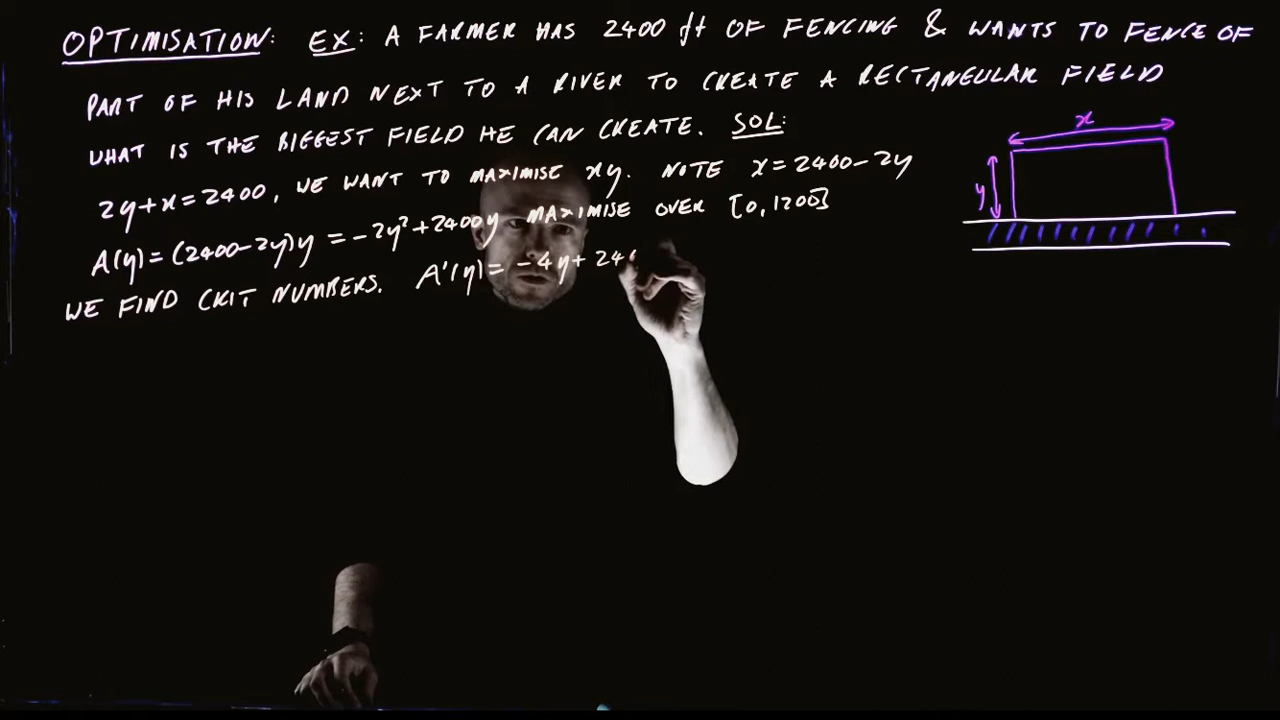 OPTIMISATION: EX: A FARMER HAS 2400 ft OF FENCING & WANTS TO FENCE OF
PART OF HIS LAND NEXT TO A RIVER TO CREATE A RECTANGULAR FIELD
WHAT IS THE BIGGEST FIELD HE CAN CREATE. SOL:
2y+x=2400, WE WANT TO MAXIMISE xy. NOTE x=2400-2y
A(y)=(2400-2y)y=-2y²+2400y MAXIMISE OVER [0,1200]
WE FIND CRIT NUMBERS. A'(y)=-4y+24
x
y